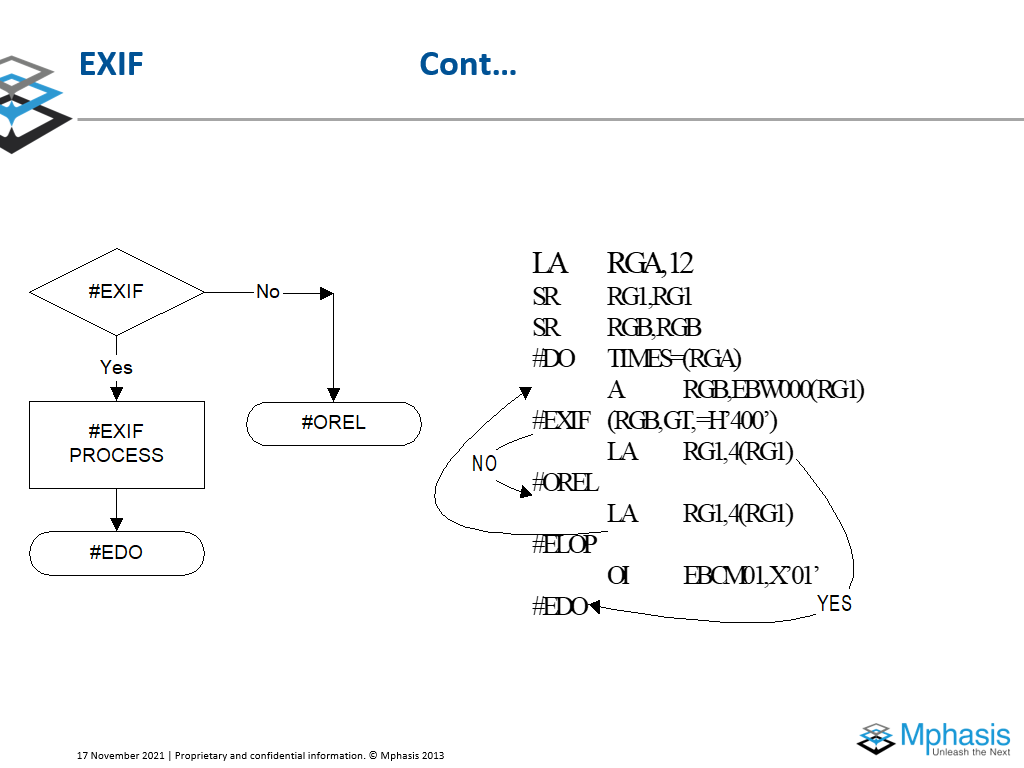 EXIF Cont...
#EXIF
No
Yes
#EXIF
PROCESS
#OREL
#EDO
LA RGA,12
SR RG1,RG1
SR RGB,RGB
#DO TIMES=(RGA)
A RGB,EBW000(RG1)
#EXIF (RGB,GT,=H’400’)
LA RG1,4(RG1)
NO
#OREL
LA RG1,4(RG1)
#ELOP
OI EBCM01,X’01’
YES
#EDO
17 November 2021 | Proprietary and confidential information. © Mphasis 2013
Mphasis
Unleash the Next